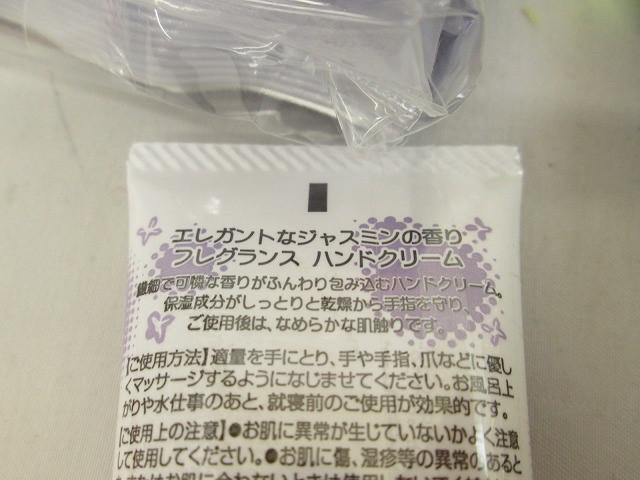 エレガントなジャスミンの香り
フレグランス ハンドクリーム
繊細で可憐な香りがふんわり包み込むハンドクリーム。
保湿成分がしっとりと乾燥から手指を守り、
ご使用後は、なめらかな肌触りです。
【ご使用方法】適量を手にとり、手や手指、爪などに優し
くマッサージするようになじませてください。お風呂上
がりや水仕事のあと、就寝前のご使用が効果的です。
【ご使用上の注意】●お肌に異常が生じていないかよく注意
して使用してください。●お肌に傷、湿疹等の異常のあると